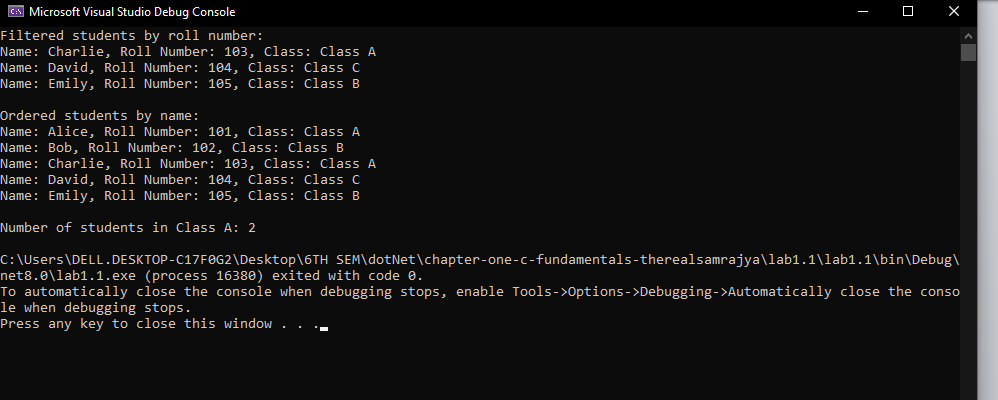 Microsoft Visual Studio Debug Console
Filtered students by roll number:
Name: Charlie, Roll Number: 103, Class: Class A
Name: David, Roll Number: 104, Class: Class C
Name: Emily, Roll Number: 105, Class: Class B
Ordered students by name:
Name: Alice, Roll Number: 101, Class: Class A
Name: Bob, Roll Number: 102, Class: Class B
Name: Charlie, Roll Number: 103, Class: Class A
Name: David, Roll Number: 104, Class: Class C
Name: Emily, Roll Number: 105, Class: Class B
Number of students in Class A: 2
C:\Users\DELL.DESKTOP-C17F0G2\Desktop\6TH SEM\dotNet\chapter-one-c-fundamentals-therealsamrajya\lab1.1\lab1.1\bin\Debug\
net8.0\lab1.1.exe (process 16380) exited with code 0.
To automatically close the console when debugging stops, enable Tools->Options->Debugging->Automatically close the conso
le when debugging stops.
Press any key to close this window . . .